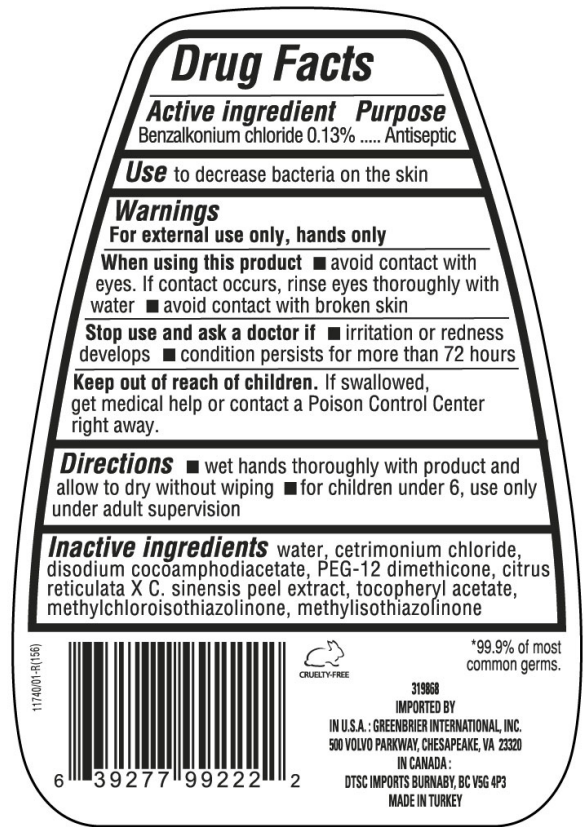 Drug Facts
Active ingredient Purpose
Benzalkonium chloride 0.13% ..... Antiseptic
Use to decrease bacteria on the skin
Warnings
For external use only, hands only
When using this product ■ avoid contact with
eyes. If contact occurs, rinse eyes thoroughly with
water ■ avoid contact with broken skin
Stop use and ask a doctor if ■ irritation or redness
develops ■ condition persists for more than 72 hours
Keep out of reach of children. If swallowed,
get medical help or contact a Poison Control Center
right away.
Directions ■ wet hands thoroughly with product and
allow to dry without wiping ■ for children under 6, use only
under adult supervision
Inactive ingredients water, cetrimonium chloride,
disodium cocoamphodiacetate, PEG-12 dimethicone, citrus
reticulata X C. sinensis peel extract, tocopheryl acetate,
methylchloroisothiazolinone, methylisothiazolinone
11740/01-R(156)
6 39277 99222 2
CRUELTY-FREE
*99.9% of most
common germs.
319868
IMPORTED BY
IN U.S.A. : GREENBRIER INTERNATIONAL, INC.
500 VOLVO PARKWAY, CHESAPEAKE, VA 23320
IN CANADA :
DTSC IMPORTS BURNABY, BC V5G 4P3
MADE IN TURKEY